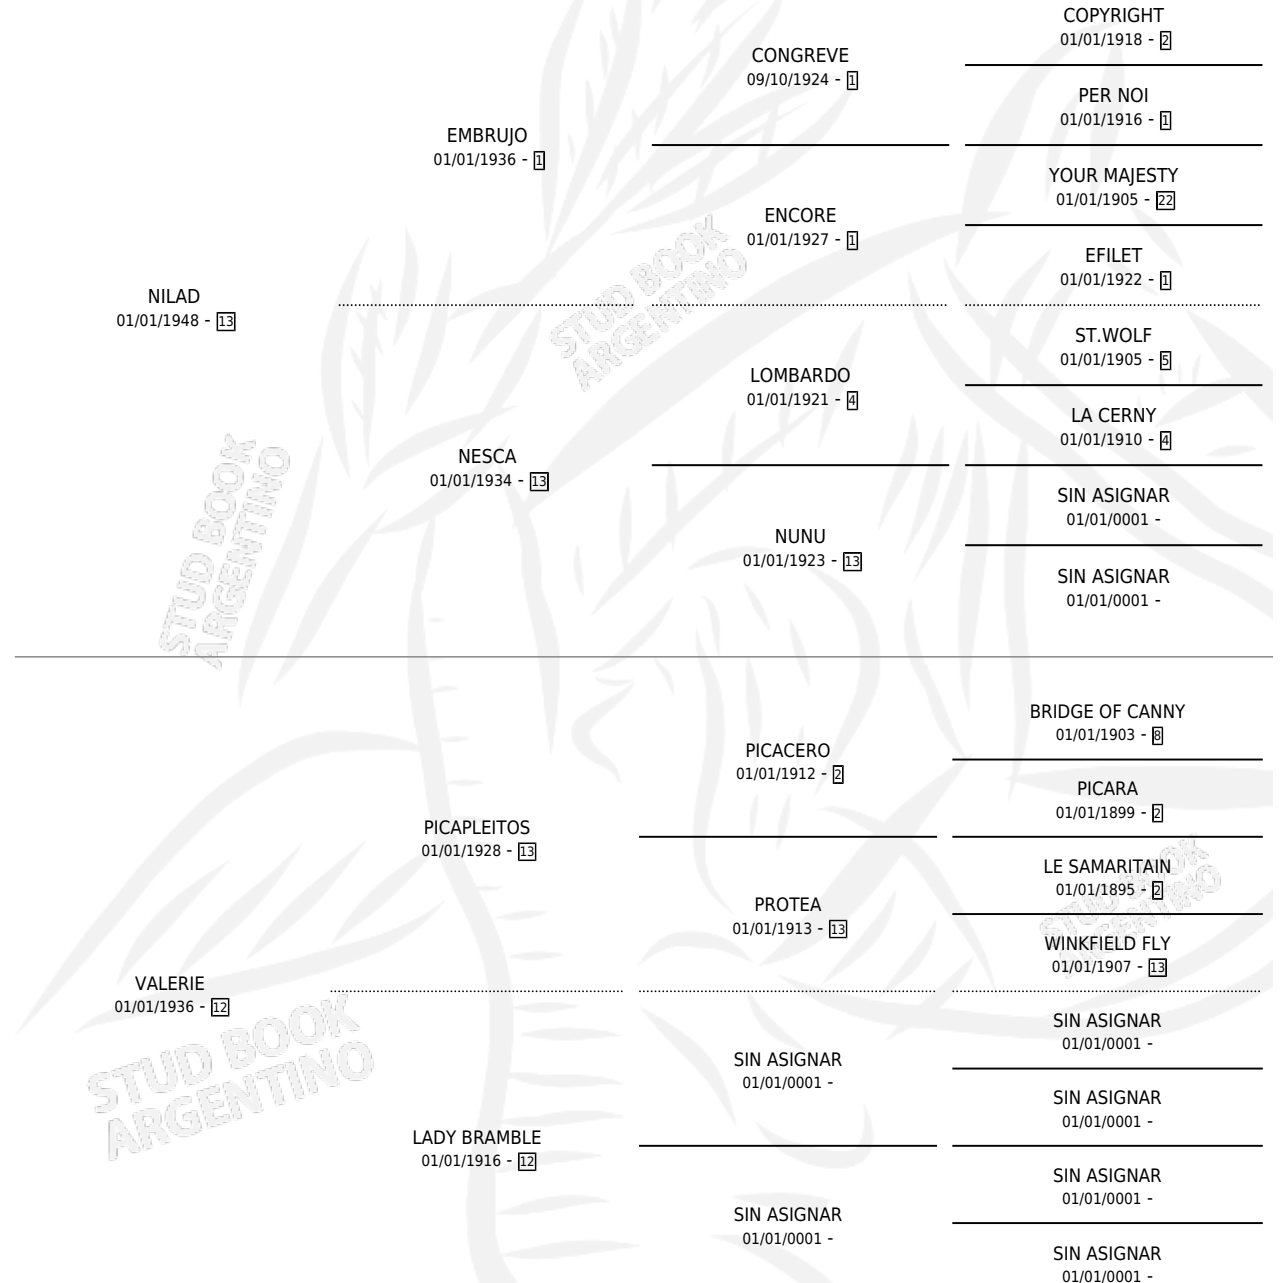 COPYRIGHT
01/01/1918 - 2
CONGREVE
09/10/1924 - 1
PER NOI
01/01/1916 - 1
EMBRUJO
01/01/1936 - 1
YOUR MAJESTY
01/01/1905 - 22
ENCORE
01/01/1927 - 1
EFILET
01/01/1922 - 1
NILAD
01/01/1948 - 13
ST.WOLF
01/01/1905 - 5
LOMBARDO
01/01/1921 - 4
LA CERNY
01/01/1910 - 4
NESCA
01/01/1934 - 13
SIN ASIGNAR
01/01/0001 -
NUNU
01/01/1923 - 13
SIN ASIGNAR
01/01/0001 -
BRIDGE OF CANNY
01/01/1903 - 8
PICACERO
01/01/1912 - 2
PICARA
01/01/1899 - 2
PICAPLEITOS
01/01/1928 - 13
LE SAMARITAIN
01/01/1895 - 2
PROTEA
01/01/1913 - 13
WINKFIELD FLY
01/01/1907 - 13
VALERIE
01/01/1936 - 12
SIN ASIGNAR
01/01/0001 -
SIN ASIGNAR
01/01/0001 -
SIN ASIGNAR
01/01/0001 -
LADY BRAMBLE
01/01/1916 - 12
SIN ASIGNAR
01/01/0001 -
SIN ASIGNAR
01/01/0001 -
SIN ASIGNAR
01/01/0001 -
STUD BOOK
ARGENTINO
STUD BOOK
ARGENTINO
STUD BOOK
ARGENTINO
STUD BOOK
ARGENTINO